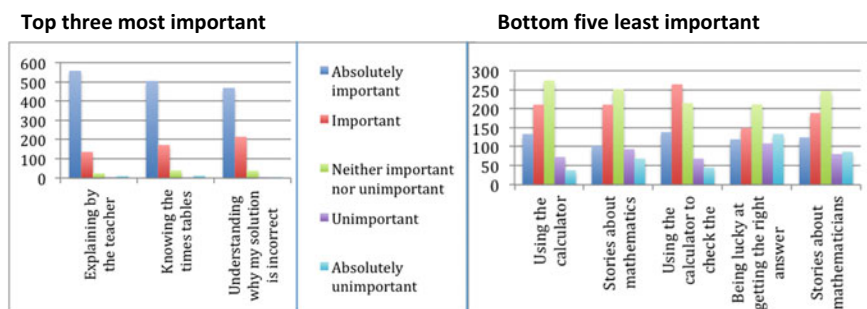 Top three most important
600
500
400
300
200
100
0
Explaining by
the teacher
Knowing the
times tables
Understanding
why my solution
is incorrect
Absolutely
important
Important
Neither important
nor unimportant
Unimportant
Absolutely
unimportant
Bottom five least important
300
250
200
150
100
50
0
Using the
calculator
Stories about
mathematics
Using the
calculator to
check the
Being lucky at
getting the right
answer
Stories about
mathematicians